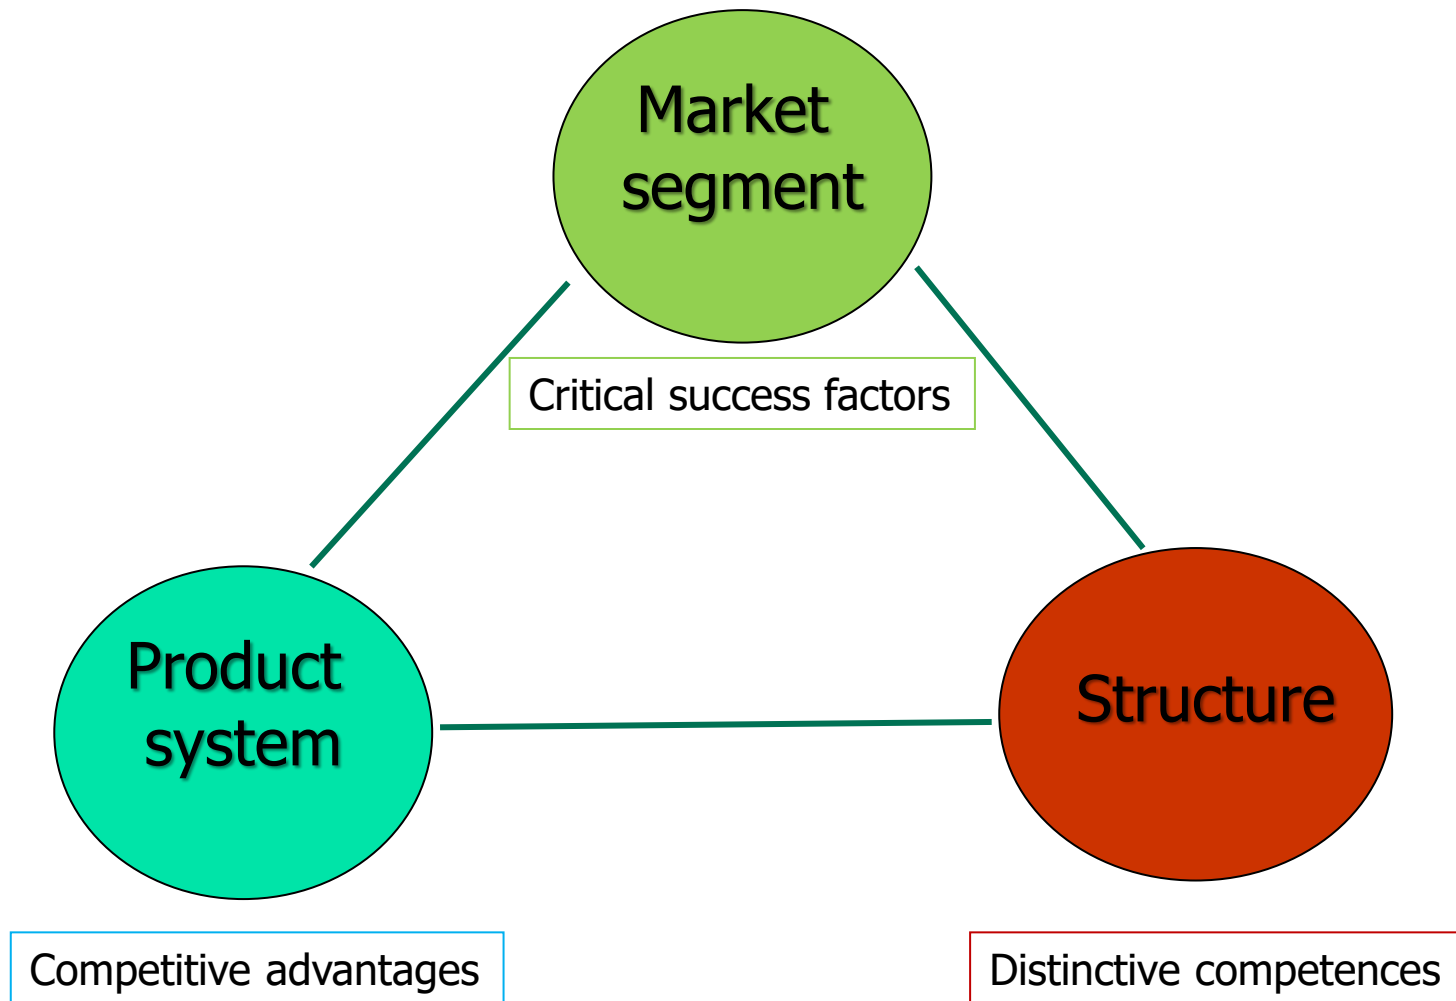 Market
segment
Critical success factors
Product
system
Structure
Competitive advantages
Distinctive competences